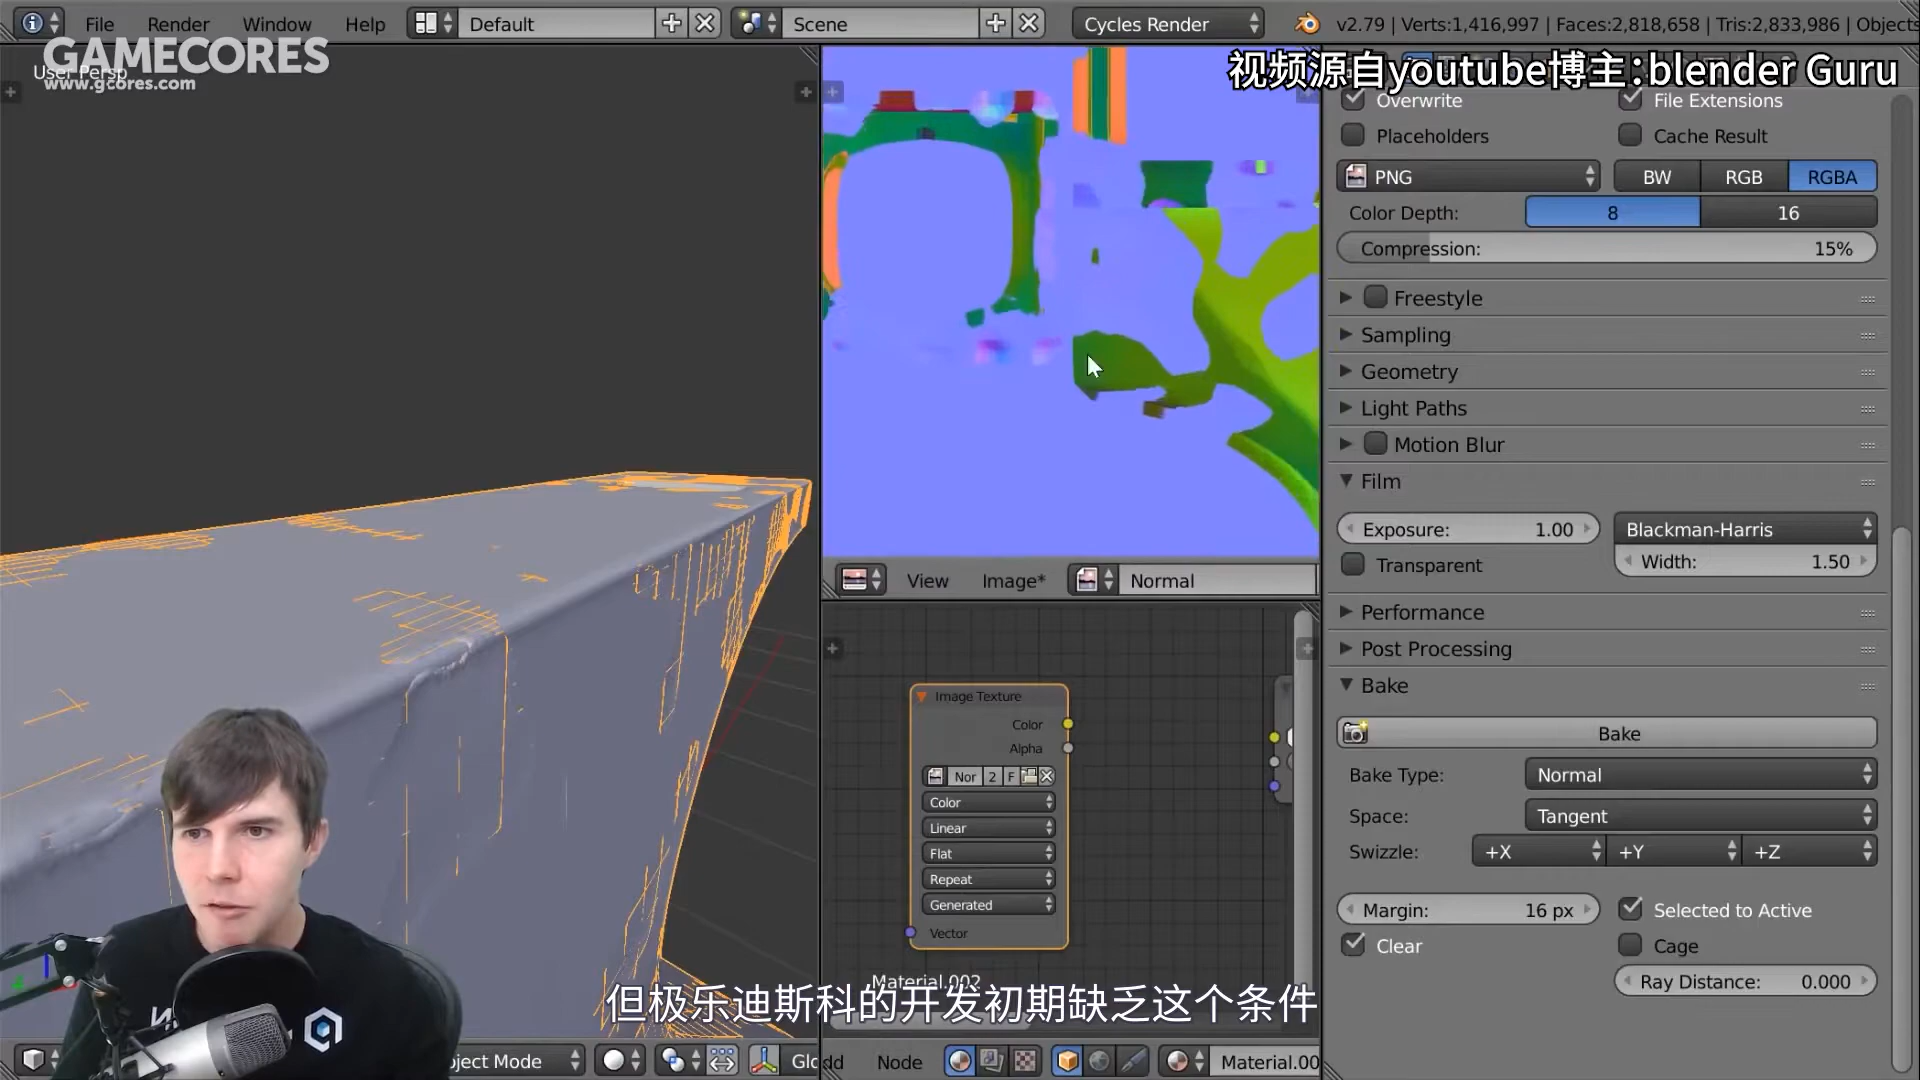 File Render Window Help Default Scene Cycles Render v2.79 | Verts:1,416,997 | Faces:2,818,658 | Tris:2,833,986 | Objects
GAMECORES
www.gcores.com
User Persp
视频源自youtube博主：blender Guru
Overwrite File Extensions
Placeholders Cache Result
PNG BW RGB RGBA
Color Depth: 8 16
Compression: 15%
Freestyle
Sampling
Geometry
Light Paths
Motion Blur
Film
Exposure: 1.00 Blackman-Harris
Transparent Width: 1.50
Performance
Post Processing
Bake
Bake
Bake Type: Normal
Space: Tangent
Swizzle: +X +Y +Z
Margin: 16 px Selected to Active
Clear Cage
Ray Distance: 0.000
View Image* Normal
Image Texture
Color
Alpha
Nor 2 F
Color
Linear
Flat
Repeat
Generated
Vector
Material.002
但极乐迪斯科的开发初期缺乏这个条件
ject Mode Glo dd Node Material.00